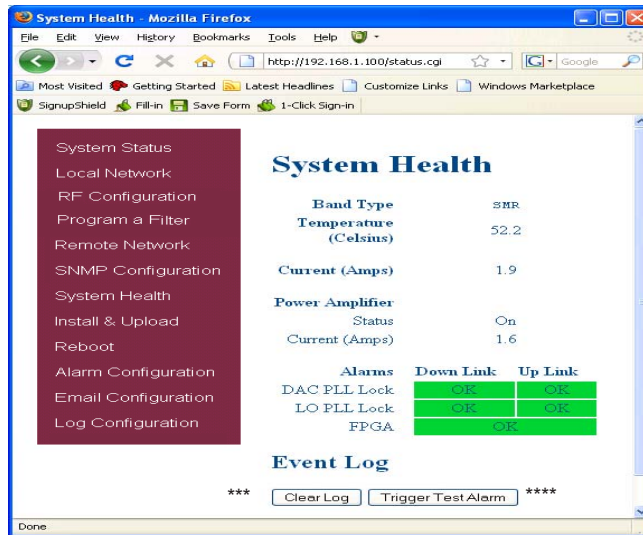 System Health - Mozilla Firefox
File Edit View History Bookmarks Tools Help
http://192.168.1.100/status.cgi
G Google
Most Visited Getting Started Latest Headlines Customize Links Windows Marketplace
SignupShield Fill-in Save Form 1-Click Sign-in
System Status
Local Network
RF Configuration
Program a Filter
Remote Network
SNMP Configuration
System Health
Install & Upload
Reboot
Alarm Configuration
Email Configuration
Log Configuration
System Health
Band Type SMR
Temperature
(Celsius) 52.2
Current (Amps) 1.9
Power Amplifier
Status On
Current (Amps) 1.6
Alarms Down Link Up Link
DAC PLL Lock OK OK
LO PLL Lock OK OK
FPGA OK
Event Log
*** Clear Log Trigger Test Alarm ****
Done